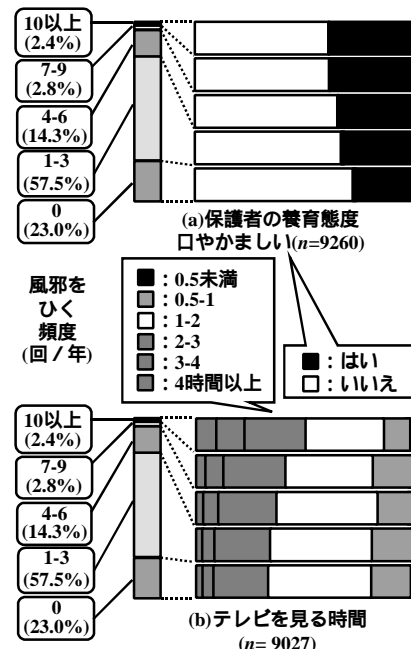 10以上
(2.4%)
7-9
(2.8%)
4-6
(14.3%)
1-3
(57.5%)
0
(23.0%)
(a)保護者の養育態度
口やかましい(n=9260)
風邪を
ひく
頻度
(回/年)
:0.5未満
:0.5-1
:1-2
:2-3
:3-4
:4時間以上
:はい
:いいえ
10以上
(2.4%)
7-9
(2.8%)
4-6
(14.3%)
1-3
(57.5%)
0
(23.0%)
(b)テレビを見る時間
(n= 9027)